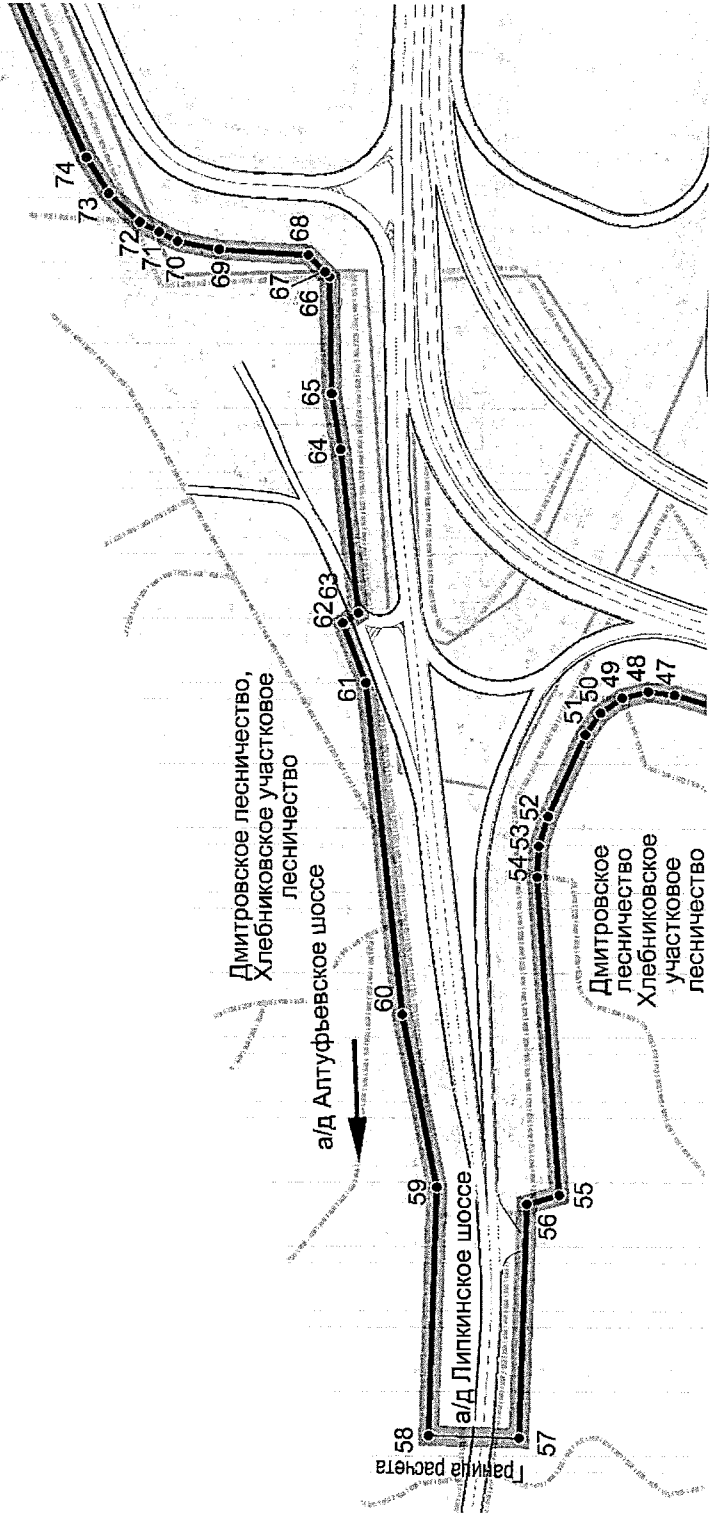 74
73
72
71
70
69
68
67
66
65
64
63
62
61
Дмитровское лесничество,
Хлебниковское участковое
лесничество
а/д Алтуфьевское шоссе
60
59
58
а/д Липкинское шоссе
Граница расчета
57
56
55
54
53
52
51
50
49
48
47
Дмитровское
лесничество
Хлебниковское
участковое
лесничество